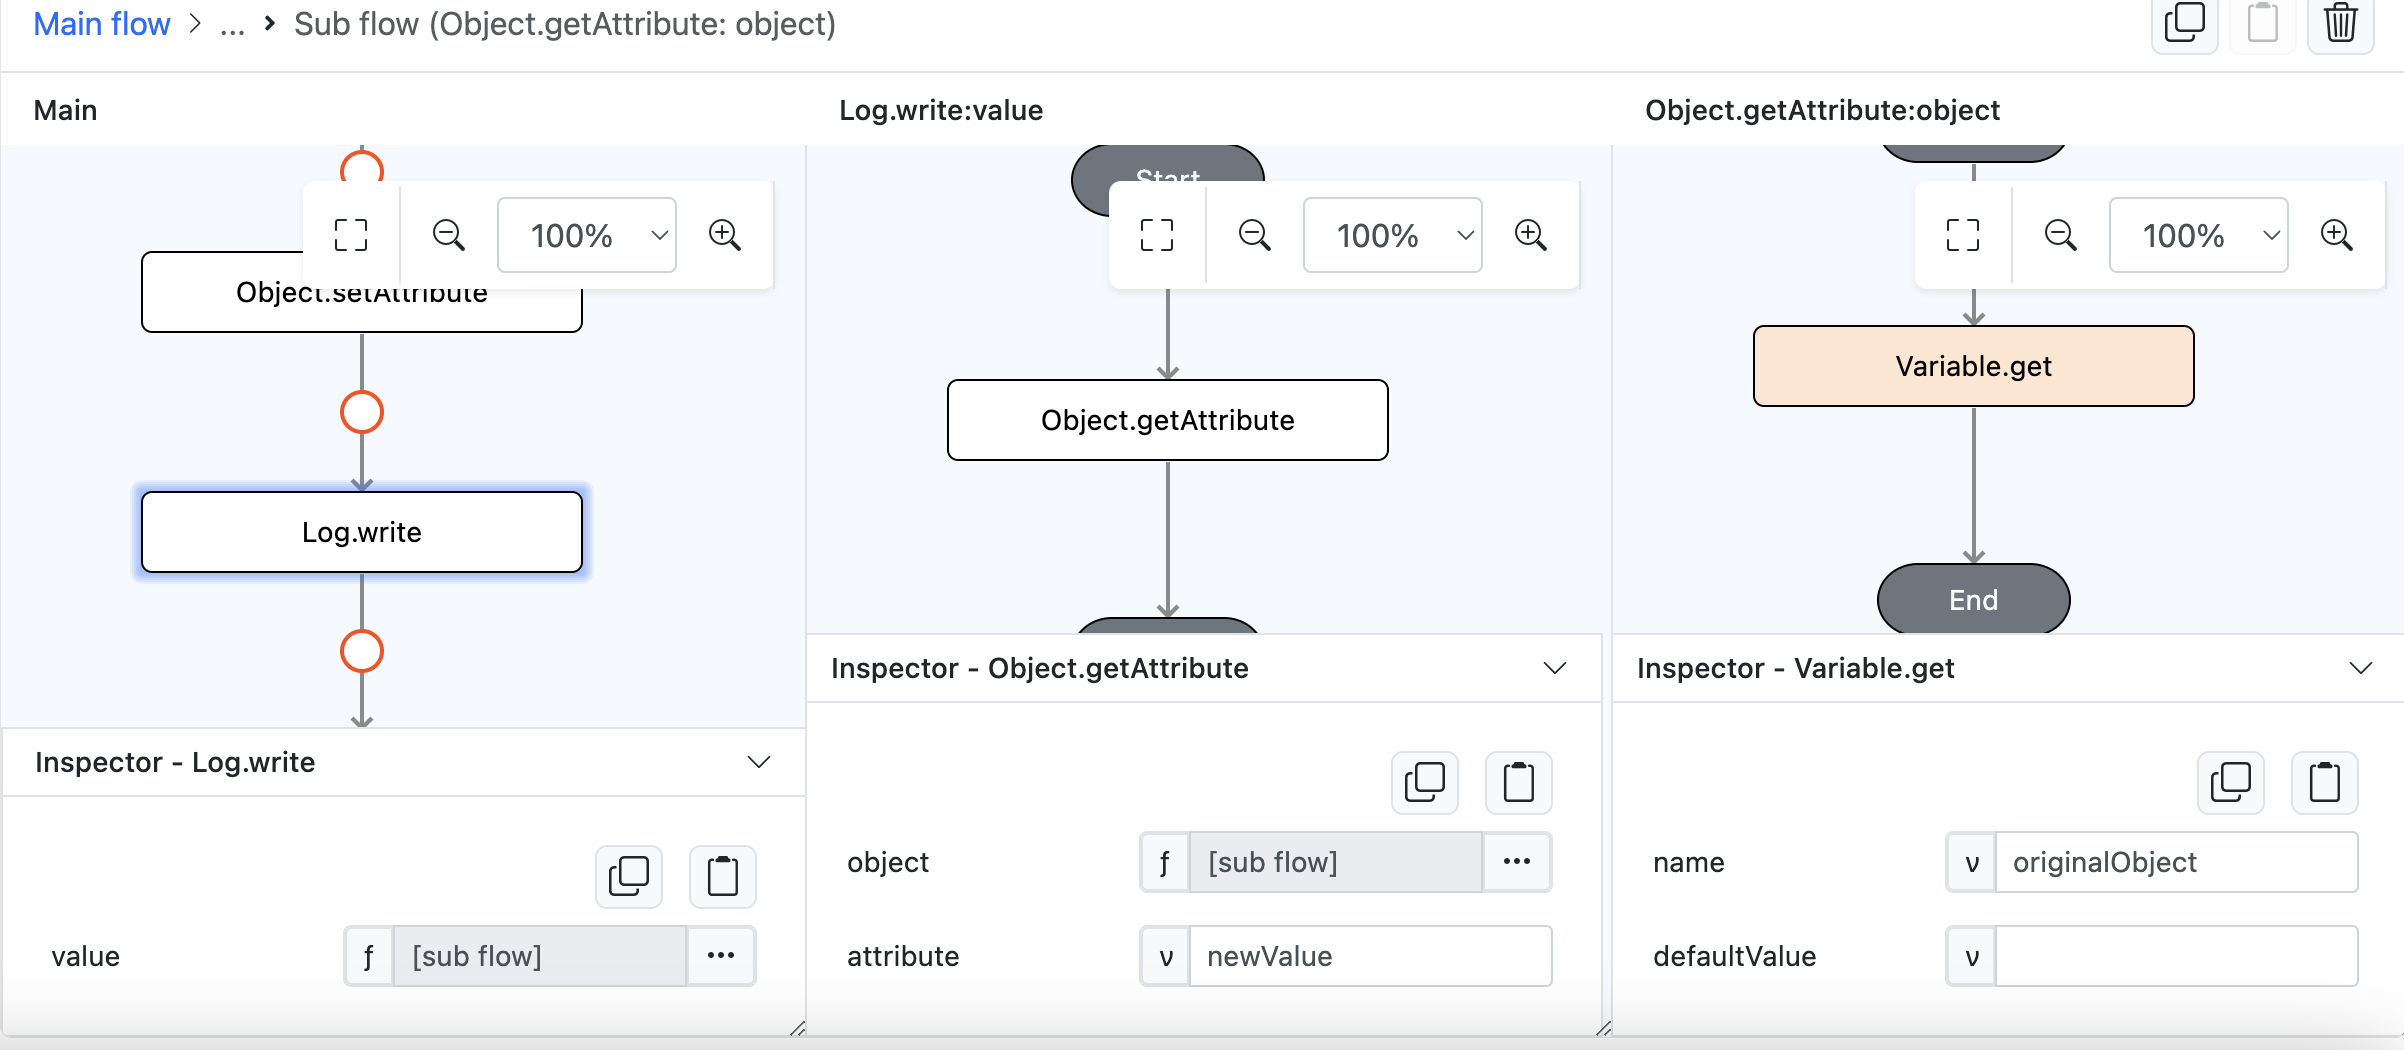 Main flow > ... > Sub flow (Object.getAttribute: object)
Main
Log.write:value
Object.getAttribute:object
100%
Object.setAttribute
Log.write
Start
100%
Object.getAttribute
100%
Variable.get
End
Inspector - Log.write
value
ƒ
[sub flow]
•••
Inspector - Object.getAttribute
object
ƒ
[sub flow]
•••
attribute
ν
newValue
Inspector - Variable.get
name
ν
originalObject
defaultValue
ν